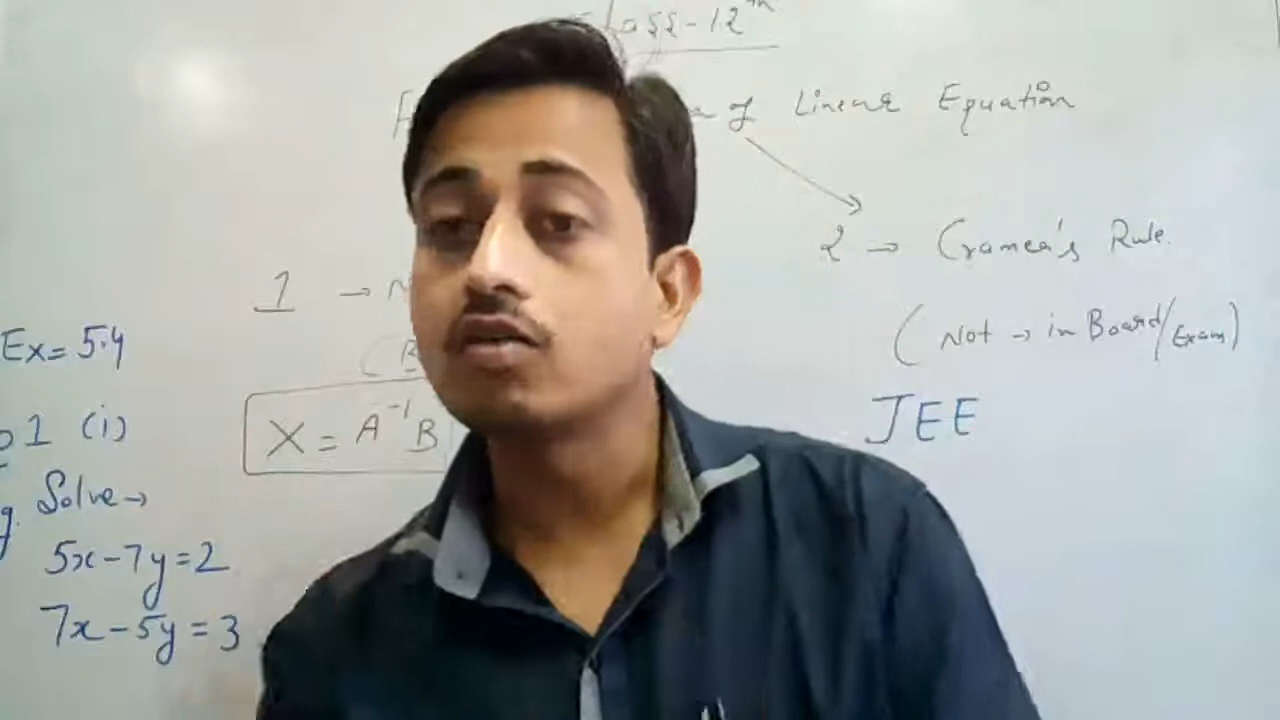 Class-12th
of Linear Equation
2 → Cramer's Rule
1 →
(Not → in Board/Exam)
Ex= 5.4
JEE
1 (i)
X = A⁻¹B
Solve →
5x-7y=2
7x-5y=3